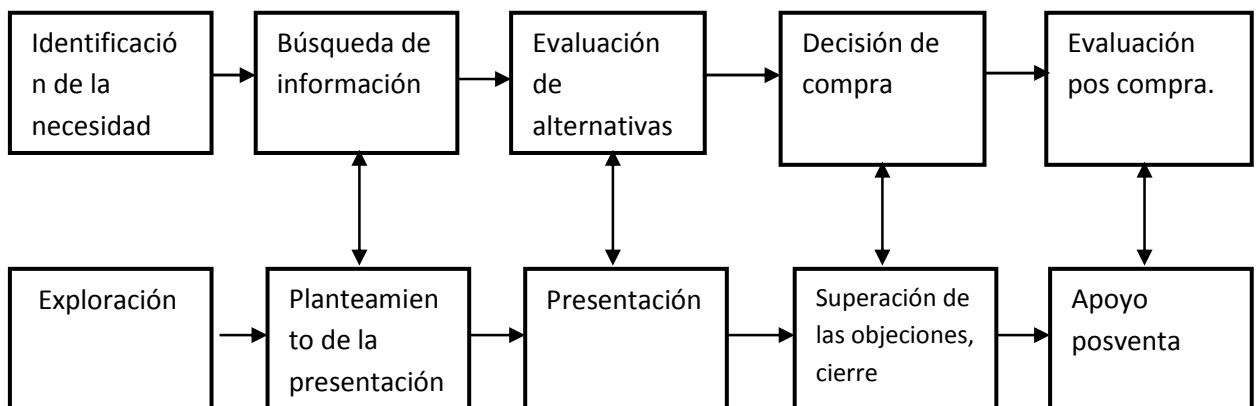 Identificació
n de la
necesidad
Búsqueda de
información
Evaluación
de
alternativas
Decisión de
compra
Evaluación
pos compra.
Exploración
Planteamien
to de la
presentación
Presentación
Superación de
las objeciones,
cierre
Apoyo
posventa